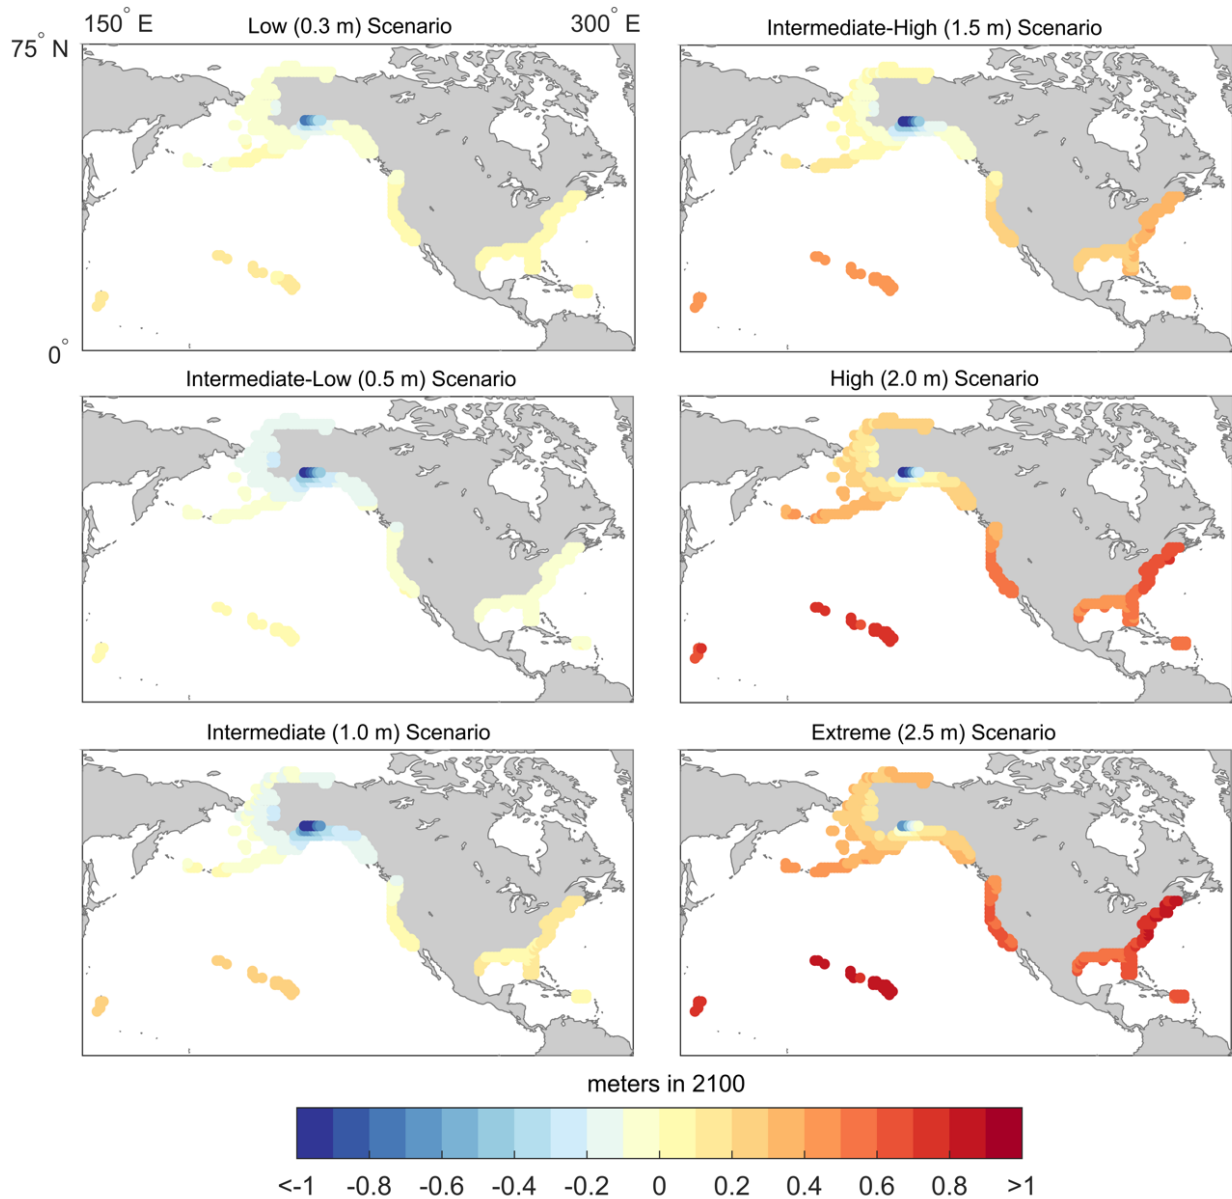 150° E
300° E
Low (0.3 m) Scenario
Intermediate-High (1.5 m) Scenario
75° N
0°
Intermediate-Low (0.5 m) Scenario
High (2.0 m) Scenario
Intermediate (1.0 m) Scenario
Extreme (2.5 m) Scenario
meters in 2100
<-1 -0.8 -0.6 -0.4 -0.2 0 0.2 0.4 0.6 0.8 >1